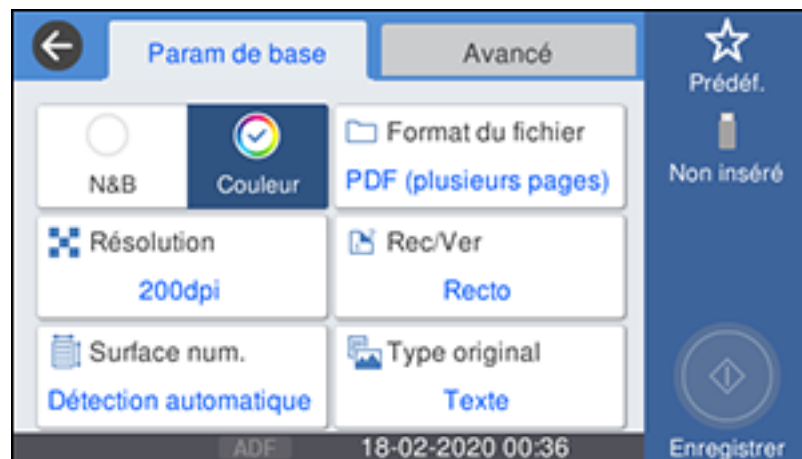 Param de base
Avancé
Prédéf.
N&B
Couleur
Format du fichier
PDF (plusieurs pages)
Non inséré
Résolution
200dpi
Rec/Ver
Recto
Surface num.
Détection automatique
Type original
Texte
ADF
18-02-2020 00:36
Enregistrer